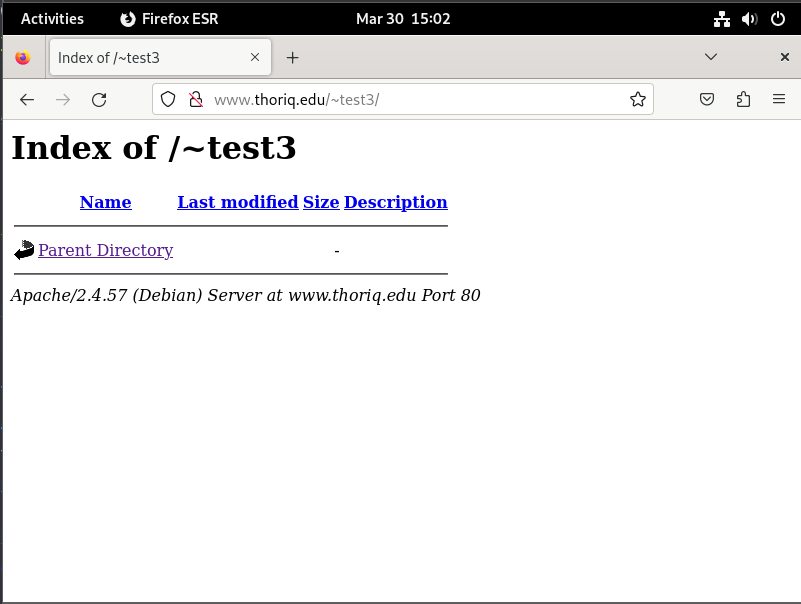 Activities Firefox ESR Mar 30 15:02
Index of /~test3
www.thoriq.edu/~test3/
Index of /~test3
Name Last modified Size Description
Parent Directory -
Apache/2.4.57 (Debian) Server at www.thoriq.edu Port 80